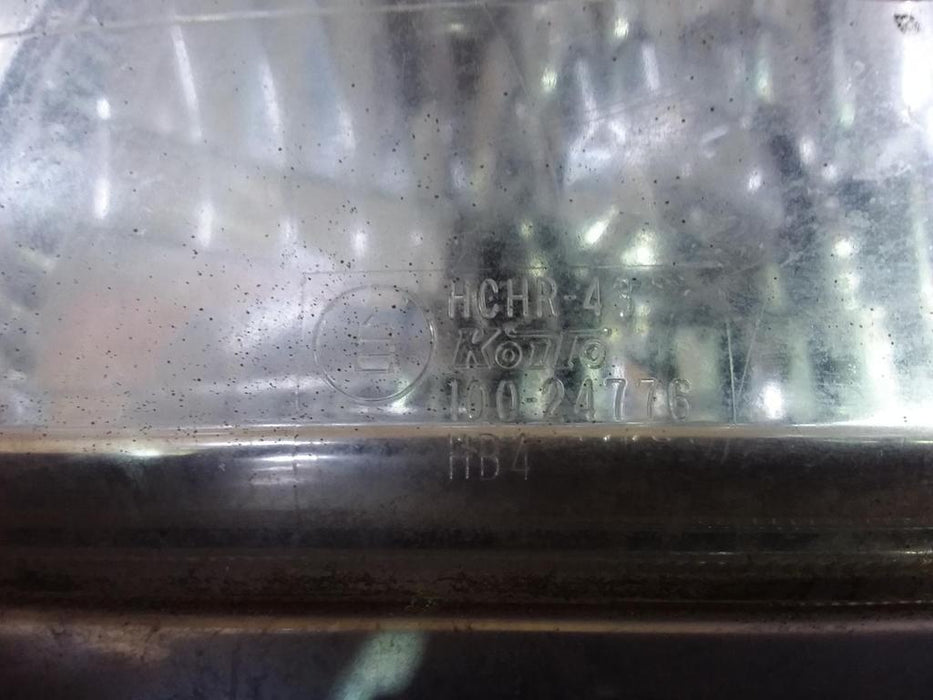 HCHR-43
Koito
100-24776
HB4